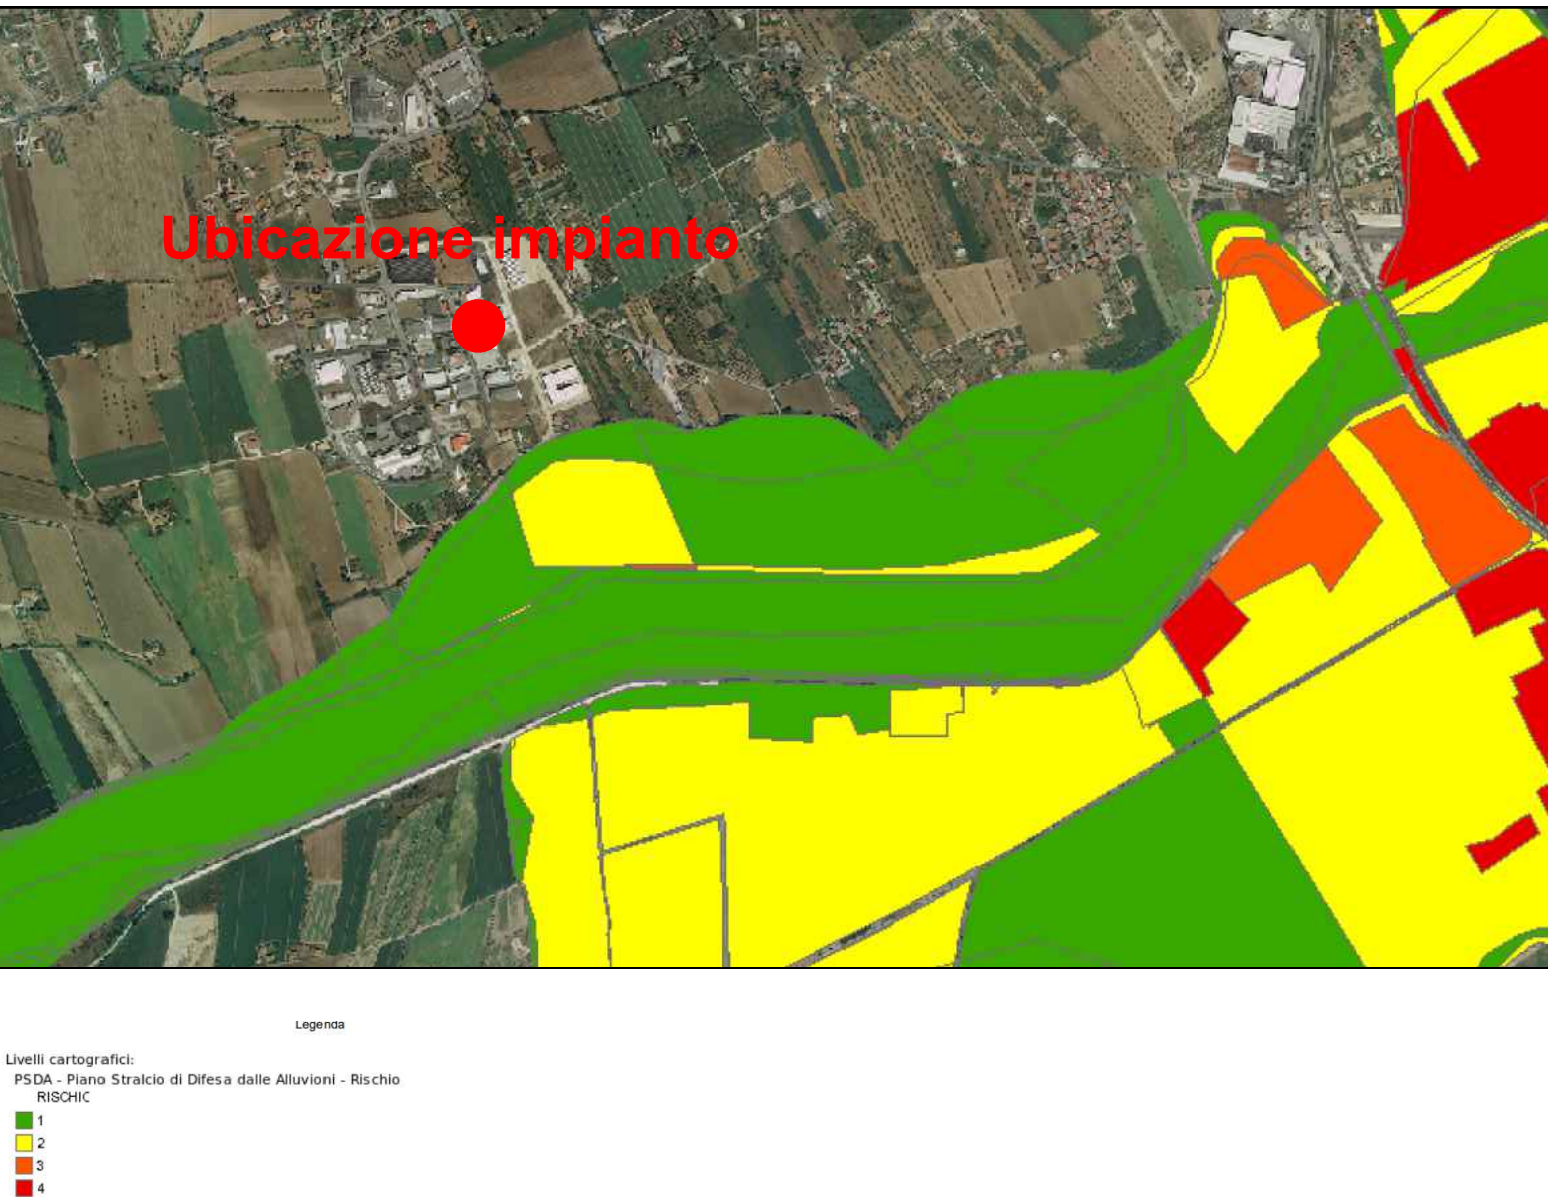 Ubicazione impianto
Legenda
Livelli cartografici:
PSDA - Piano Stralcio di Difesa dalle Alluvioni - Rischio
RISCHIC
1
2
3
4